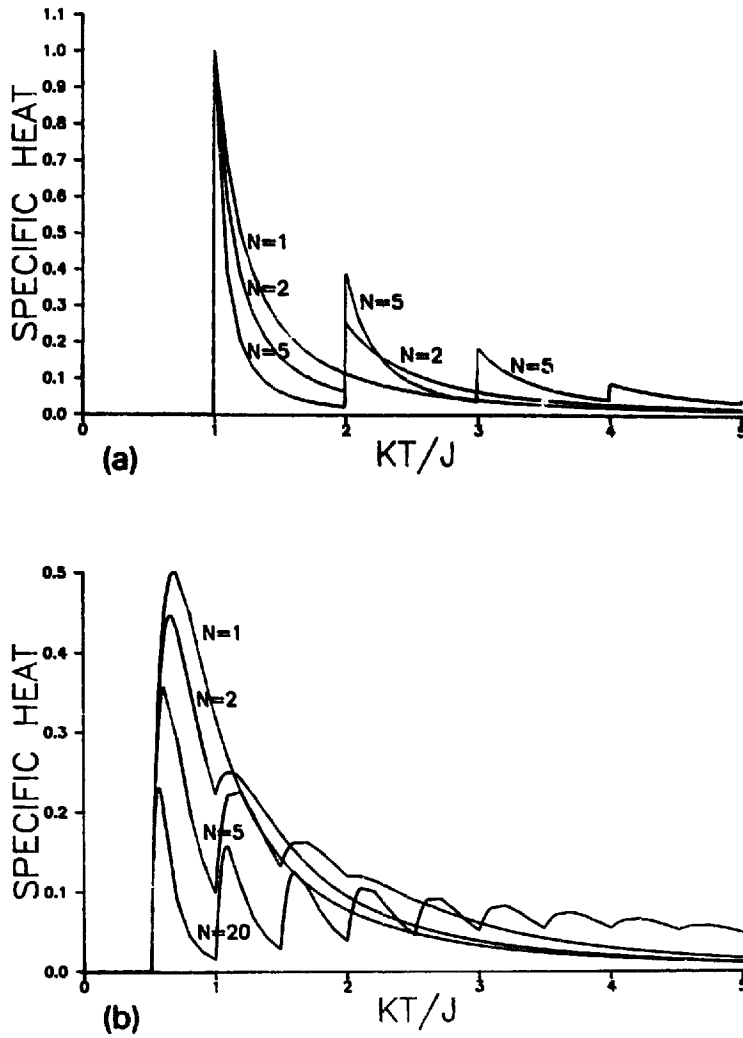 1.1
1.0
0.9
0.8
0.7
0.6
0.5
0.4
0.3
0.2
0.1
0.0
SPECIFIC HEAT
N=1
N=2
N=5
N=5
N=2
N=5
0 1 2 3 4 5
(a) KT/J
0.5
0.4
0.3
0.2
0.1
0.0
SPECIFIC HEAT
N=1
N=2
N=5
N=20
0 1 2 3 4 5
(b) KT/J